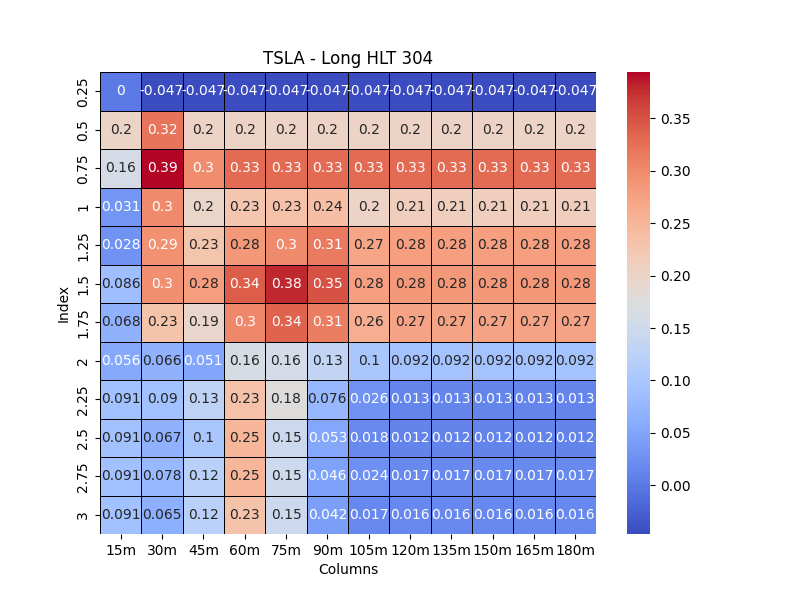 TSLA - Long HLT 304
0.25 0 -0.047 -0.047 -0.047 -0.047 -0.047 -0.047 -0.047 -0.047 -0.047 -0.047 -0.047
0.5 0.2 0.32 0.2 0.2 0.2 0.2 0.2 0.2 0.2 0.2 0.2 0.2
0.75 0.16 0.39 0.3 0.33 0.33 0.33 0.33 0.33 0.33 0.33 0.33 0.33
1 0.031 0.3 0.2 0.23 0.23 0.24 0.2 0.21 0.21 0.21 0.21 0.21
1.25 0.028 0.29 0.23 0.28 0.3 0.31 0.27 0.28 0.28 0.28 0.28 0.28
1.5 0.086 0.3 0.28 0.34 0.38 0.35 0.28 0.28 0.28 0.28 0.28 0.28
1.75 0.068 0.23 0.19 0.3 0.34 0.31 0.26 0.27 0.27 0.27 0.27 0.27
2 0.056 0.066 0.051 0.16 0.16 0.13 0.1 0.092 0.092 0.092 0.092 0.092
2.25 0.091 0.09 0.13 0.23 0.18 0.076 0.026 0.013 0.013 0.013 0.013 0.013
2.5 0.091 0.067 0.1 0.25 0.15 0.053 0.018 0.012 0.012 0.012 0.012 0.012
2.75 0.091 0.078 0.12 0.25 0.15 0.046 0.024 0.017 0.017 0.017 0.017 0.017
3 0.091 0.065 0.12 0.23 0.15 0.042 0.017 0.016 0.016 0.016 0.016 0.016
15m 30m 45m 60m 75m 90m 105m 120m 135m 150m 165m 180m
Columns
Index
0.35
0.30
0.25
0.20
0.15
0.10
0.05
0.00